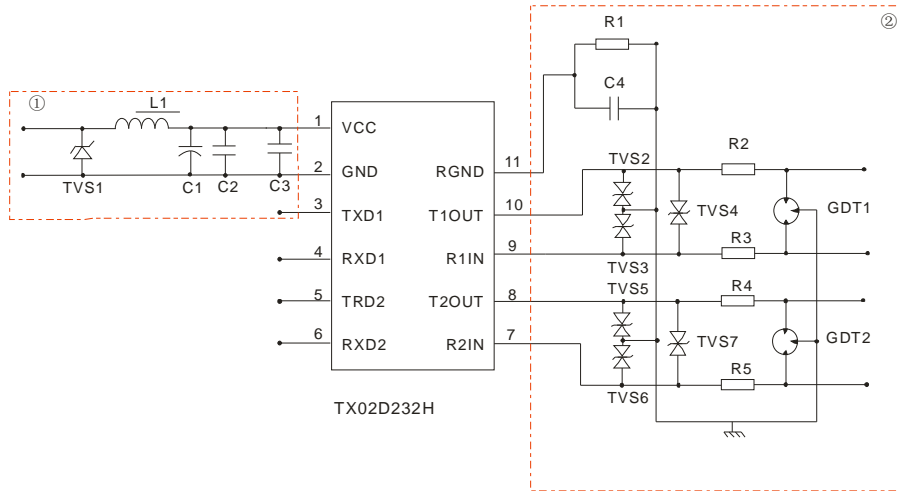 ②
R1
C4
①
L1
TVS1
C1
C2
C3
1
VCC
2
GND
3
TXD1
4
RXD1
5
TRD2
6
RXD2
RGND
11
T1OUT
10
R1IN
9
T2OUT
8
R2IN
7
TX02D232H
TVS2
TVS3
TVS4
R2
R3
GDT1
TVS5
TVS6
TVS7
R4
R5
GDT2